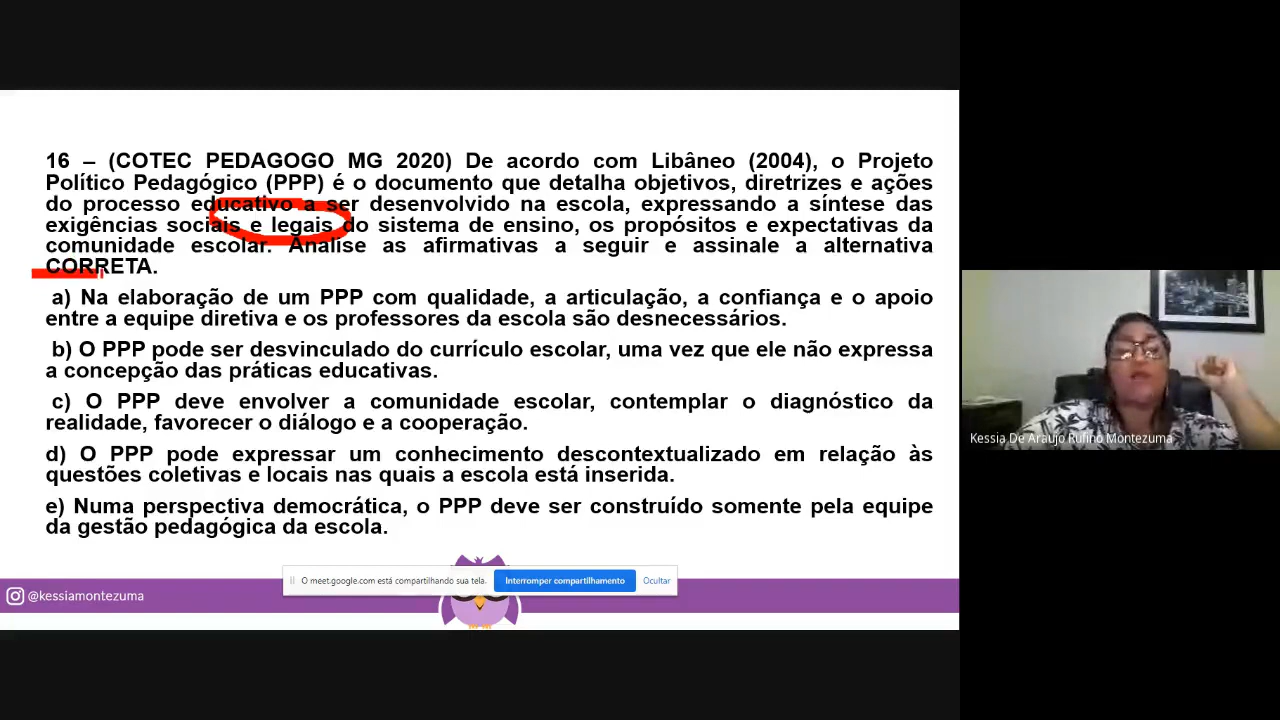 16 – (COTEC PEDAGOGO MG 2020) De acordo com Libâneo (2004), o Projeto
Político Pedagógico (PPP) é o documento que detalha objetivos, diretrizes e ações
do processo educativo a ser desenvolvido na escola, expressando a síntese das
exigências sociais e legais do sistema de ensino, os propósitos e expectativas da
comunidade escolar. Analise as afirmativas a seguir e assinale a alternativa
CORRETA.
a) Na elaboração de um PPP com qualidade, a articulação, a confiança e o apoio
entre a equipe diretiva e os professores da escola são desnecessários.
b) O PPP pode ser desvinculado do currículo escolar, uma vez que ele não expressa
a concepção das práticas educativas.
c) O PPP deve envolver a comunidade escolar, contemplar o diagnóstico da
realidade, favorecer o diálogo e a cooperação.
d) O PPP pode expressar um conhecimento descontextualizado em relação às
questões coletivas e locais nas quais a escola está inserida.
e) Numa perspectiva democrática, o PPP deve ser construído somente pela equipe
da gestão pedagógica da escola.
Kessia De Araujo Rufino Montezuma
O meet.google.com está compartilhando sua tela. Interromper compartilhamento Ocultar
@kessiamontezuma